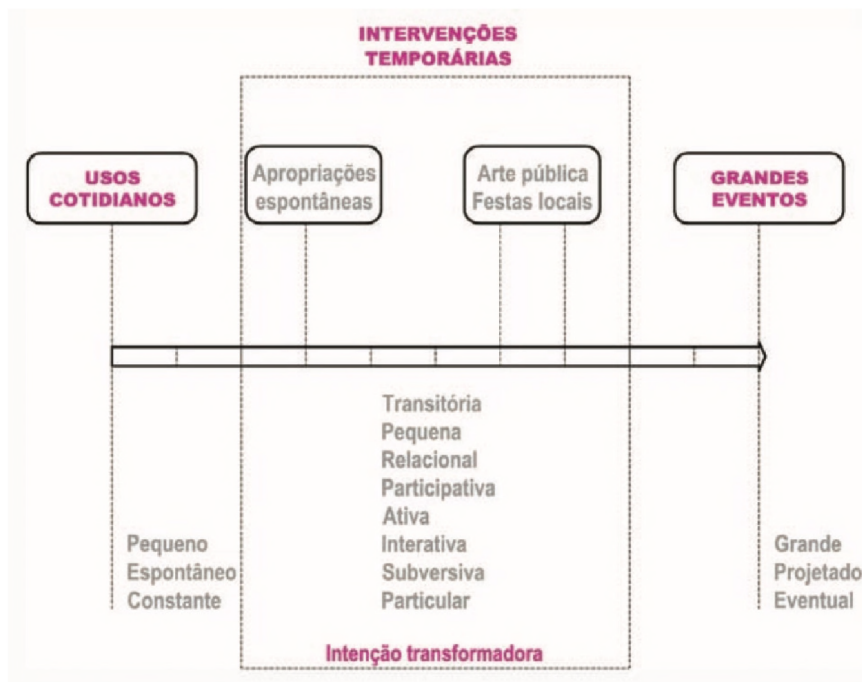 INTERVENÇÕES
TEMPORÁRIAS
USOS
COTIDIANOS
Apropriações
espontâneas
Arte pública
Festas locais
GRANDES
EVENTOS
Transitória
Pequena
Relacional
Participativa
Ativa
Interativa
Subversiva
Particular
Pequeno
Espontâneo
Constante
Grande
Projetado
Eventual
Intenção transformadora